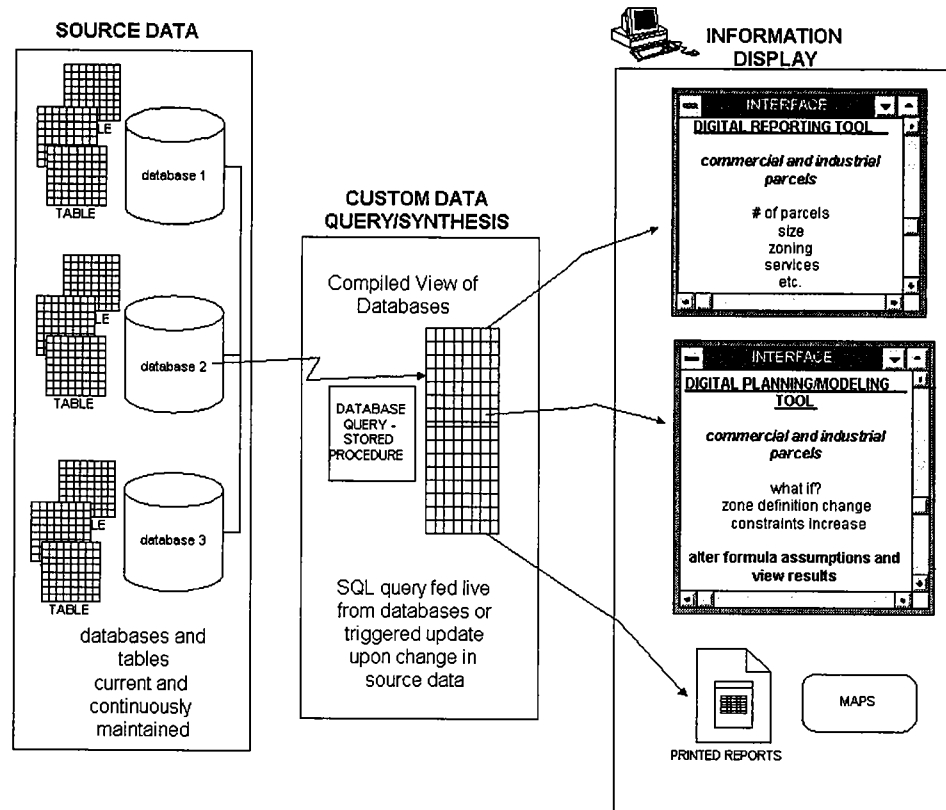 SOURCE DATA
TABLE
database 1
database 2
TABLE
database 3
TABLE
databases and
tables
current and
continuously
maintained
CUSTOM DATA
QUERY/SYNTHESIS
Compiled View of
Databases
DATABASE
QUERY -
STORED
PROCEDURE
SQL query fed live
from databases or
triggered update
upon change in
source data
INFORMATION
DISPLAY
INTERFACE
DIGITAL REPORTING TOOL
commercial and industrial
parcels
# of parcels
size
zoning
services
etc.
INTERFACE
DIGITAL PLANNING/MODELING
TOOL
commercial and industrial
parcels
what if?
zone definition change
constraints increase
alter formula assumptions and
view results
PRINTED REPORTS
MAPS